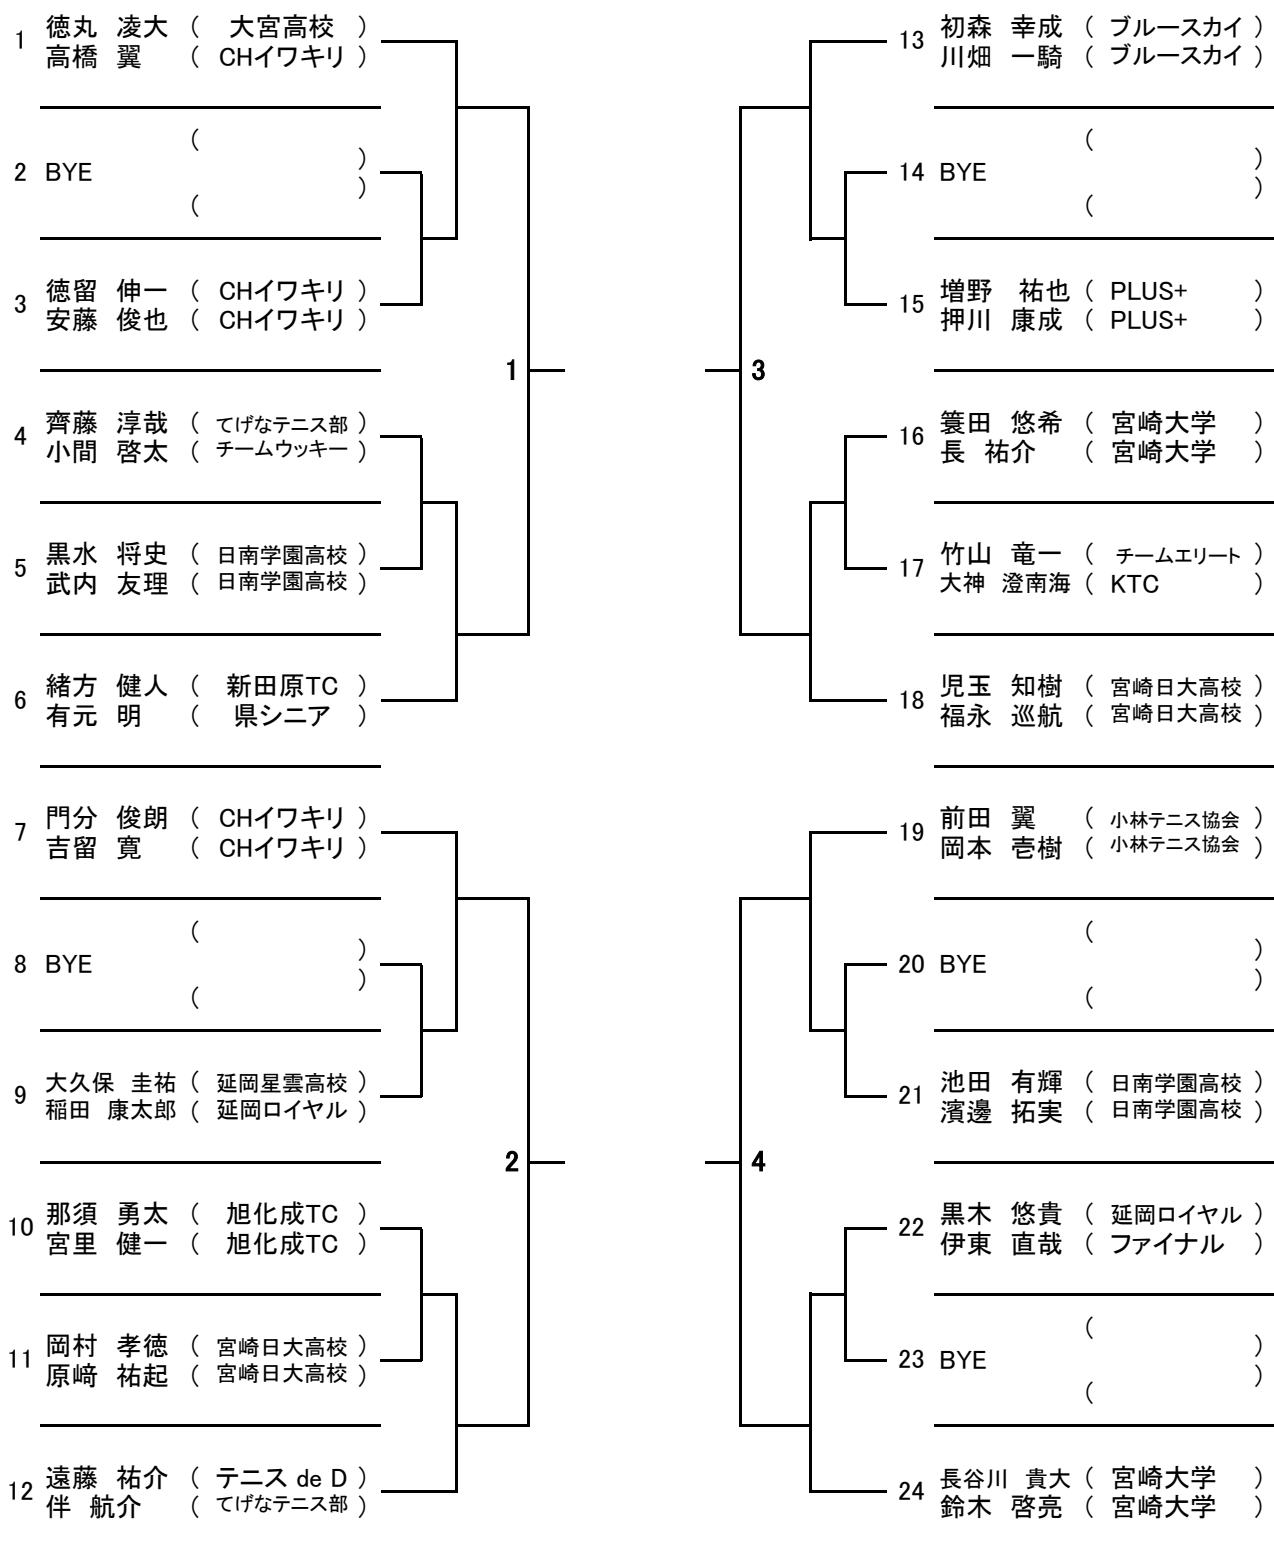 1 徳丸 凌大 ( 大宮高校 )
高橋 翼 ( CHイワキリ )
2 BYE ( )
( )
3 徳留 伸一 ( CHイワキリ )
安藤 俊也 ( CHイワキリ )
1
4 齊藤 淳哉 ( てげなテニス部 )
小間 啓太 ( チームウッキー )
5 黒水 将史 ( 日南学園高校 )
武内 友理 ( 日南学園高校 )
6 緒方 健人 ( 新田原TC )
有元 明 ( 県シニア )
7 門分 俊朗 ( CHイワキリ )
吉留 寛 ( CHイワキリ )
8 BYE ( )
( )
9 大久保 圭祐 ( 延岡星雲高校 )
稲田 康太郎 ( 延岡ロイヤル )
2
10 那須 勇太 ( 旭化成TC )
宮里 健一 ( 旭化成TC )
11 岡村 孝徳 ( 宮崎日大高校 )
原﨑 祐起 ( 宮崎日大高校 )
12 遠藤 祐介 ( テニス de D )
伴 航介 ( てげなテニス部 )
13 初森 幸成 ( ブルースカイ )
川畑 一騎 ( ブルースカイ )
14 BYE ( )
( )
15 増野 祐也 ( PLUS+ )
押川 康成 ( PLUS+ )
3
16 簑田 悠希 ( 宮崎大学 )
長 祐介 ( 宮崎大学 )
17 竹山 竜一 ( チームエリート )
大神 澄南海 ( KTC )
18 児玉 知樹 ( 宮崎日大高校 )
福永 巡航 ( 宮崎日大高校 )
19 前田 翼 ( 小林テニス協会 )
岡本 壱樹 ( 小林テニス協会 )
20 BYE ( )
( )
21 池田 有輝 ( 日南学園高校 )
濱邊 拓実 ( 日南学園高校 )
4
22 黒木 悠貴 ( 延岡ロイヤル )
伊東 直哉 ( ファイナル )
23 BYE ( )
( )
24 長谷川 貴大 ( 宮崎大学 )
鈴木 啓亮 ( 宮崎大学 )